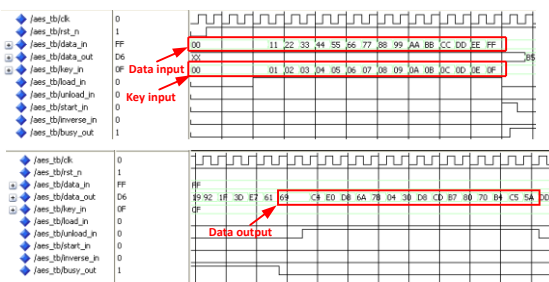 /aes_tb/clk 0
/aes_tb/rst_n 1
/aes_tb/data_in FF 00 11 22 33 44 55 66 77 88 99 AA BB CC DD EE FF
/aes_tb/data_out D6 XX B5
/aes_tb/key_in 0F 00 01 02 03 04 05 06 07 08 09 0A 0B 0C 0D 0E 0F
/aes_tb/load_in 0
/aes_tb/unload_in 0
/aes_tb/start_in 0
/aes_tb/inverse_in 0
/aes_tb/busy_out 1
Data input
Key input
/aes_tb/clk 0
/aes_tb/rst_n 1
/aes_tb/data_in FF FF
/aes_tb/data_out D6 19 92 1F 3D E7 61 69 C4 E0 D8 6A 7B 04 30 D8 CD B7 80 70 B4 C5 5A DD
/aes_tb/key_in 0F 0F
/aes_tb/load_in 0
/aes_tb/unload_in 0
/aes_tb/start_in 0
/aes_tb/inverse_in 0
/aes_tb/busy_out 1
Data output